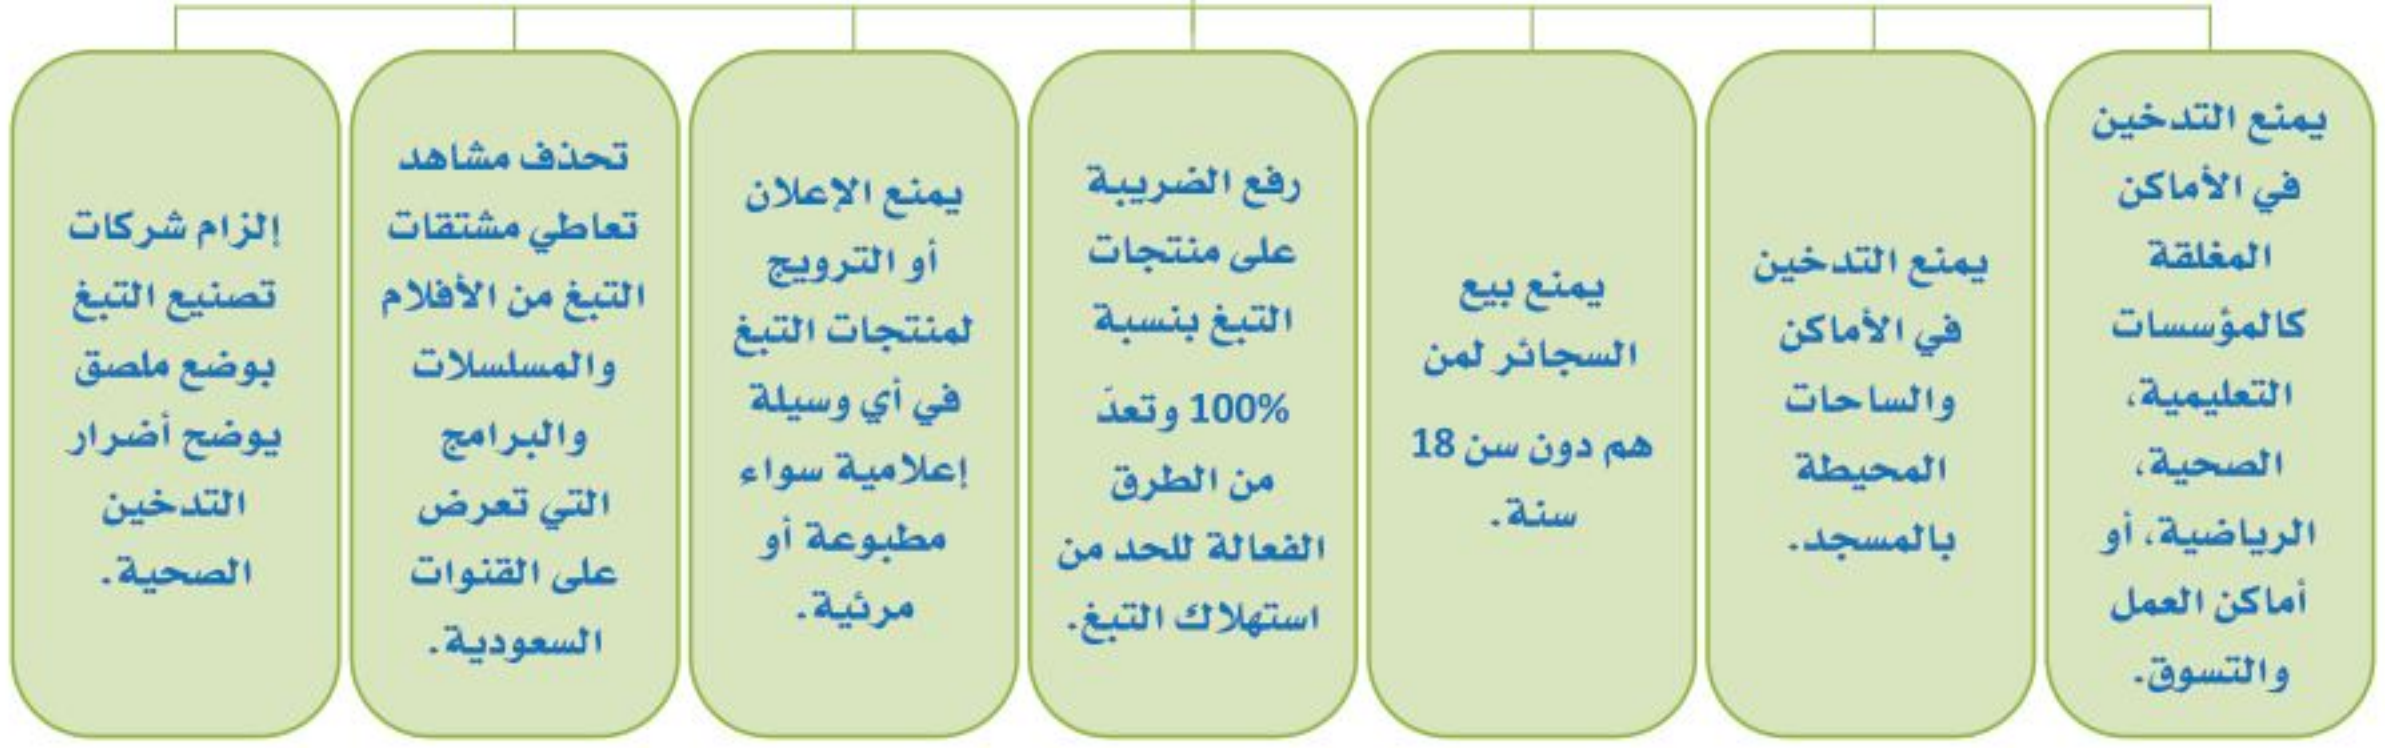 يمنع التدخين
في الأماكن
المغلقة
كالمؤسسات
التعليمية،
الصحية،
الرياضية، أو
أماكن العمل
والتسوق.
يمنع التدخين
في الأماكن
والساحات
المحيطة
بالمسجد.
يمنع بيع
السجائر لمن
هم دون سن 18
سنة.
رفع الضريبة
على منتجات
التبغ بنسبة
100% وتعدّ
من الطرق
الفعالة للحد من
استهلاك التبغ.
يمنع الإعلان
أو الترويج
لمنتجات التبغ
في أي وسيلة
إعلامية سواء
مطبوعة أو
مرئية.
تحذف مشاهد
تعاطي مشتقات
التبغ من الأفلام
والمسلسلات
والبرامج
التي تعرض
على القنوات
السعودية.
إلزام شركات
تصنيع التبغ
بوضع ملصق
يوضح أضرار
التدخين
الصحية.